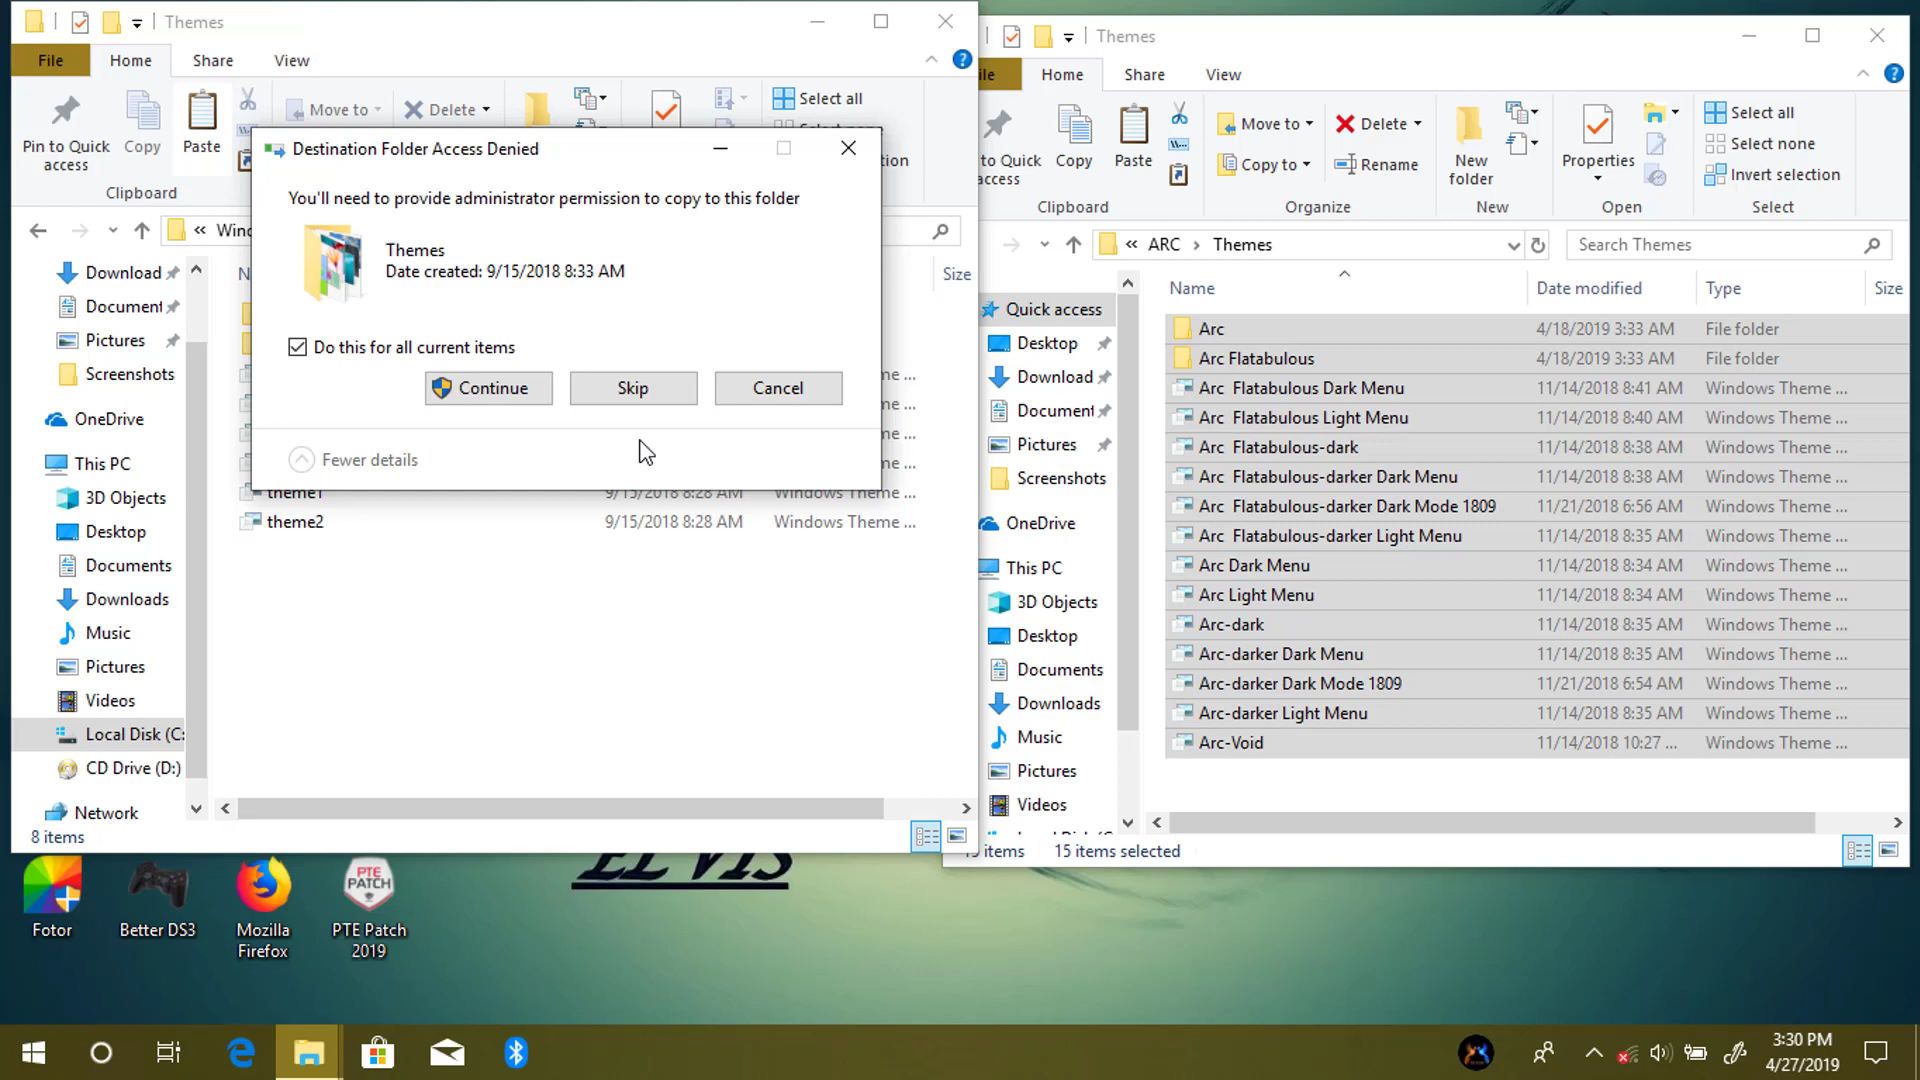 Themes
File
Home
Share
View
Pin to Quick
access
Copy
Paste
Move to
Delete
Select all
Clipboard
Destination Folder Access Denied
You'll need to provide administrator permission to copy to this folder
Themes
Date created: 9/15/2018 8:33 AM
Do this for all current items
Continue
Skip
Cancel
Fewer details
Size
Download
Document
Pictures
Screenshots
OneDrive
This PC
3D Objects
Desktop
Documents
Downloads
Music
Pictures
Videos
Local Disk (C:
CD Drive (D:)
Network
theme1 9/15/2018 8:28 AM Windows Theme ...
theme2 9/15/2018 8:28 AM Windows Theme ...
8 items
Themes
Home
Share
View
Copy
Paste
Move to
Copy to
Delete
Rename
New
folder
Properties
Select all
Select none
Invert selection
Clipboard
Organize
New
Open
Select
ARC > Themes
Search Themes
Name Date modified Type Size
Quick access
Desktop
Download
Document
Pictures
Screenshots
OneDrive
This PC
3D Objects
Desktop
Documents
Downloads
Music
Pictures
Videos
Arc 4/18/2019 3:33 AM File folder
Arc Flatabulous 4/18/2019 3:33 AM File folder
Arc Flatabulous Dark Menu 11/14/2018 8:41 AM Windows Theme ...
Arc Flatabulous Light Menu 11/14/2018 8:40 AM Windows Theme ...
Arc Flatabulous-dark 11/14/2018 8:38 AM Windows Theme ...
Arc Flatabulous-darker Dark Menu 11/14/2018 8:38 AM Windows Theme ...
Arc Flatabulous-darker Dark Mode 1809 11/21/2018 6:56 AM Windows Theme ...
Arc Flatabulous-darker Light Menu 11/14/2018 8:35 AM Windows Theme ...
Arc Dark Menu 11/14/2018 8:34 AM Windows Theme ...
Arc Light Menu 11/14/2018 8:34 AM Windows Theme ...
Arc-dark 11/14/2018 8:35 AM Windows Theme ...
Arc-darker Dark Menu 11/14/2018 8:35 AM Windows Theme ...
Arc-darker Dark Mode 1809 11/21/2018 6:54 AM Windows Theme ...
Arc-darker Light Menu 11/14/2018 8:35 AM Windows Theme ...
Arc-Void 11/14/2018 10:27 ... Windows Theme ...
15 items selected
ELVIS
Fotor
Better DS3
Mozilla
Firefox
PTE
PATCH
PTE Patch
2019
3:30 PM
4/27/2019